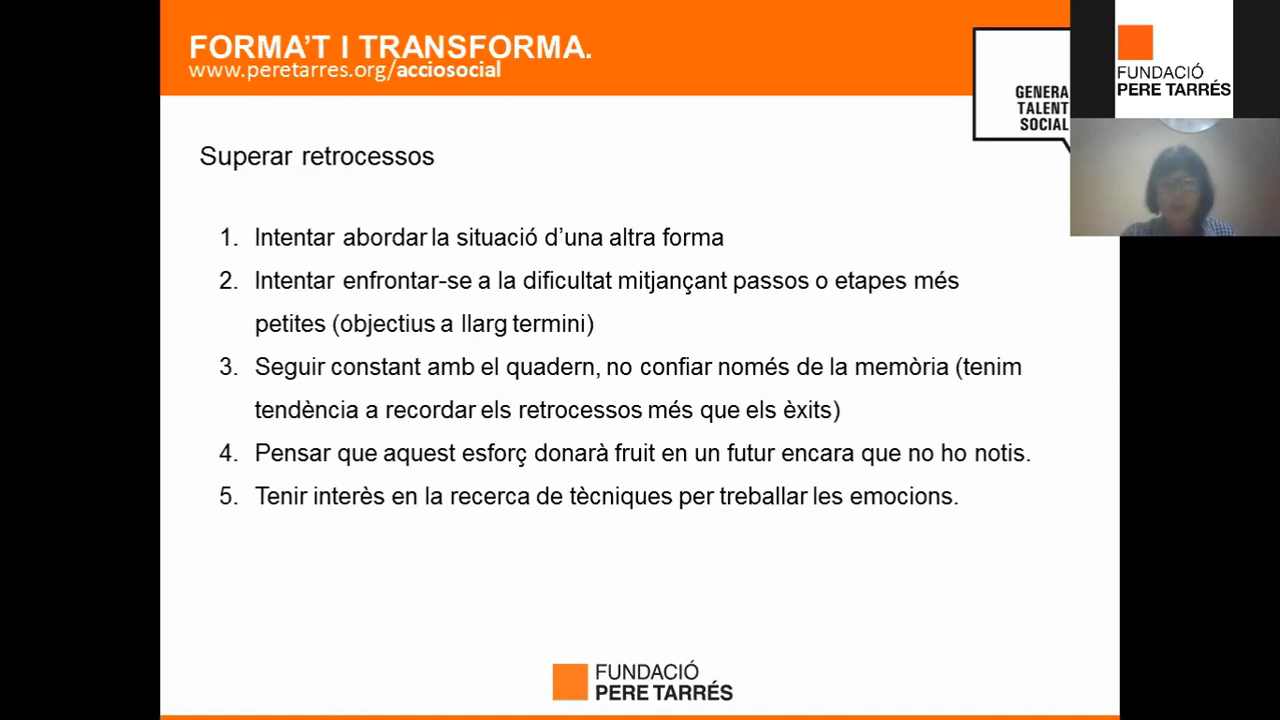 FORMA’T I TRANSFORMA.
www.peretarres.org/acciosocial
GENERA
TALENT
SOCIAL
FUNDACIÓ
PERE TARRÉS
Superar retrocessos
1. Intentar abordar la situació d’una altra forma
2. Intentar enfrontar-se a la dificultat mitjançant passos o etapes més
petites (objectius a llarg termini)
3. Seguir constant amb el quadern, no confiar només de la memòria (tenim
tendència a recordar els retrocessos més que els èxits)
4. Pensar que aquest esforç donarà fruit en un futur encara que no ho notis.
5. Tenir interès en la recerca de tècniques per treballar les emocions.
FUNDACIÓ
PERE TARRÉS